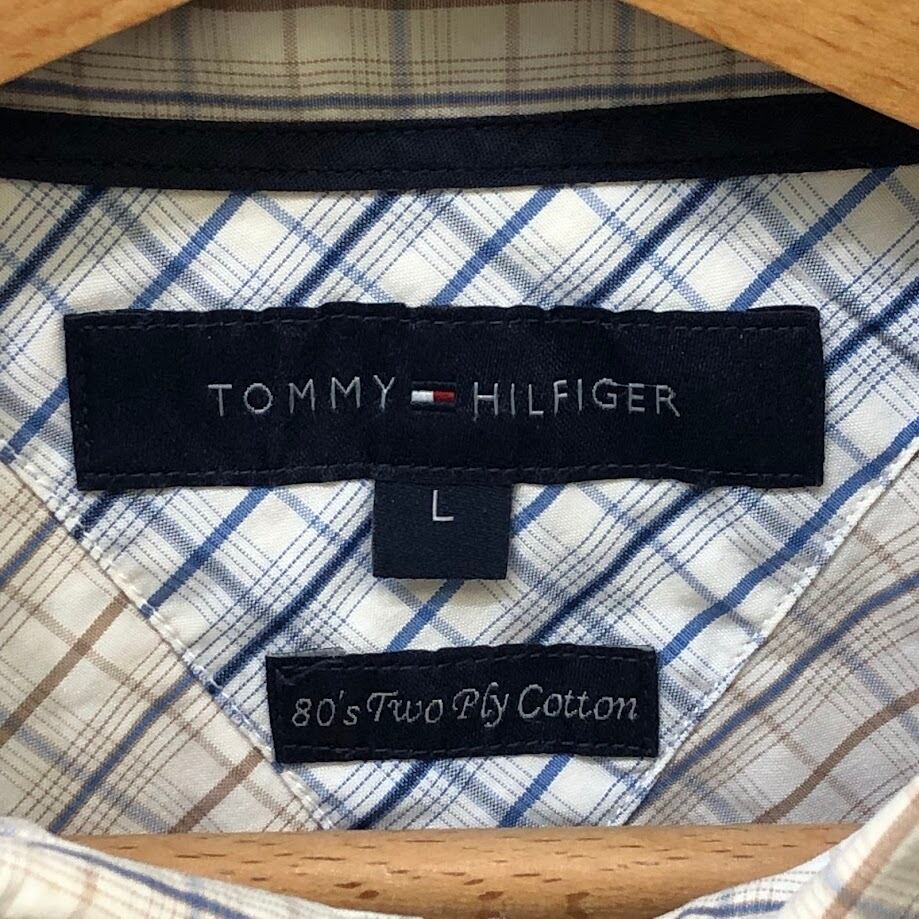 TOMMY HILFIGER
L
80's Two Ply Cotton